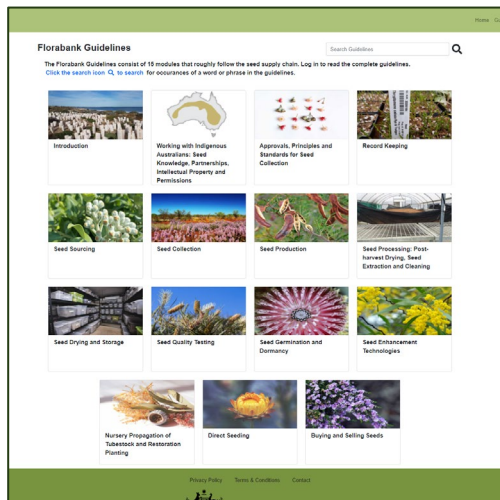 Home
Florabank Guidelines
Search Guidelines
The Florabank Guidelines consist of 15 modules that roughly follow the seed supply chain. Log in to read the complete guidelines.
Click the search icon to search for occurances of a word or phrase in the guidelines.
Introduction
Working with Indigenous
Australians: Seed
Knowledge, Partnerships,
Intellectual Property and
Permissions
Approvals, Principles and
Standards for Seed
Collection
Record Keeping
Seed Sourcing
Seed Collection
Seed Production
Seed Processing: Post-
harvest Drying, Seed
Extraction and Cleaning
Seed Drying and Storage
Seed Quality Testing
Seed Germination and
Dormancy
Seed Enhancement
Technologies
Nursery Propagation of
Tubestock and Restoration
Planting
Direct Seeding
Buying and Selling Seeds
Privacy Policy Terms & Conditions Contact